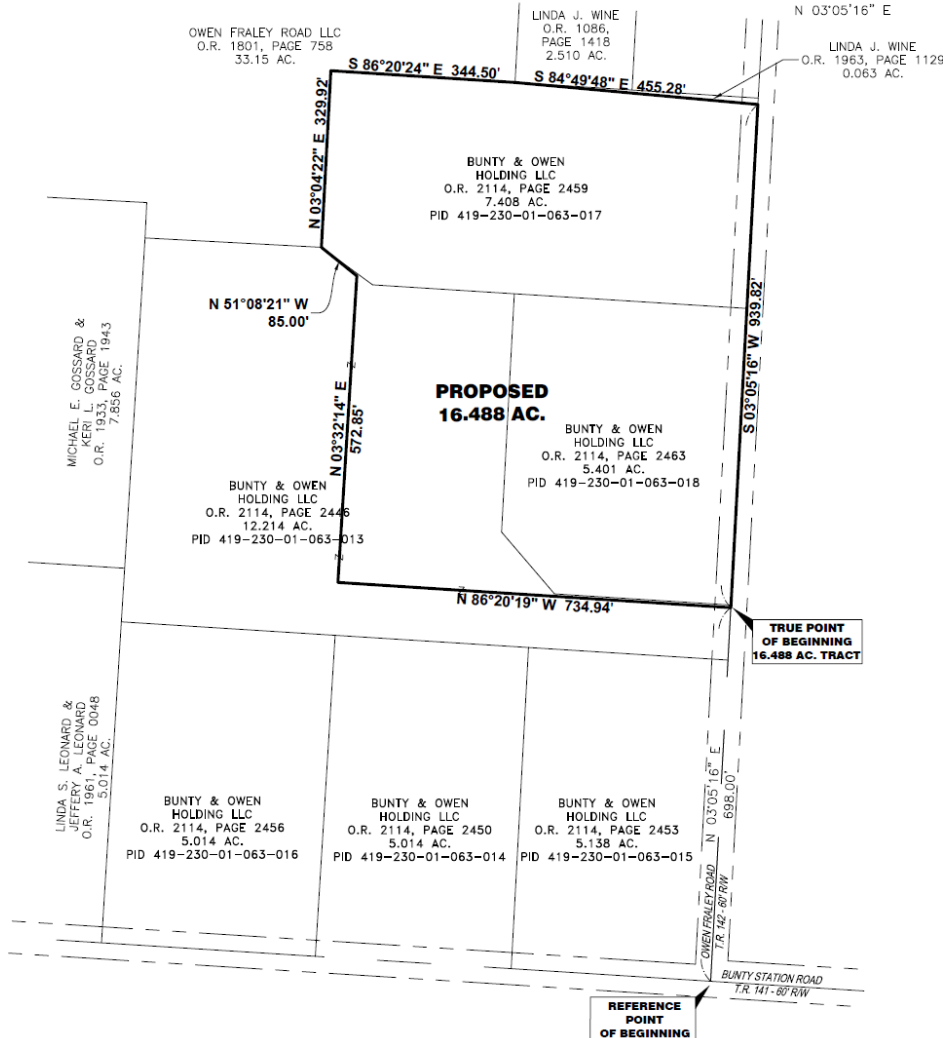 N 03°05'16" E
OWEN FRALEY ROAD LLC
O.R. 1801, PAGE 758
33.15 AC.
LINDA J. WINE
O.R. 1086,
PAGE 1418
2.510 AC.
LINDA J. WINE
O.R. 1963, PAGE 1129
0.063 AC.
S 86°20'24" E 344.50'
S 84°49'48" E 455.28'
N 03°04'22" E 329.92'
BUNTY & OWEN
HOLDING LLC
O.R. 2114, PAGE 2459
7.408 AC.
PID 419-230-01-063-017
N 51°08'21" W
85.00'
S 03°05'16" W 939.82'
MICHAEL E. GOSSARD &
KERI L. GOSSARD
O.R. 1933, PAGE 1943
7.856 AC.
PROPOSED
16.488 AC.
N 03°32'14" E
572.85'
BUNTY & OWEN
HOLDING LLC
O.R. 2114, PAGE 2463
5.401 AC.
PID 419-230-01-063-018
BUNTY & OWEN
HOLDING LLC
O.R. 2114, PAGE 2446
12.214 AC.
PID 419-230-01-063-013
N 86°20'19" W 734.94'
TRUE POINT
OF BEGINNING
16.488 AC. TRACT
LINDA S. LEONARD &
JEFFERY A. LEONARD
O.R. 1961, PAGE 0048
5.014 AC.
BUNTY & OWEN
HOLDING LLC
O.R. 2114, PAGE 2456
5.014 AC.
PID 419-230-01-063-016
BUNTY & OWEN
HOLDING LLC
O.R. 2114, PAGE 2450
5.014 AC.
PID 419-230-01-063-014
BUNTY & OWEN
HOLDING LLC
O.R. 2114, PAGE 2453
5.138 AC.
PID 419-230-01-063-015
N 03°05'16" E
698.00'
OWEN FRALEY ROAD
T.R. 142 - 60' R/W
BUNTY STATION ROAD
T.R. 141 - 60' R/W
REFERENCE
POINT
OF BEGINNING